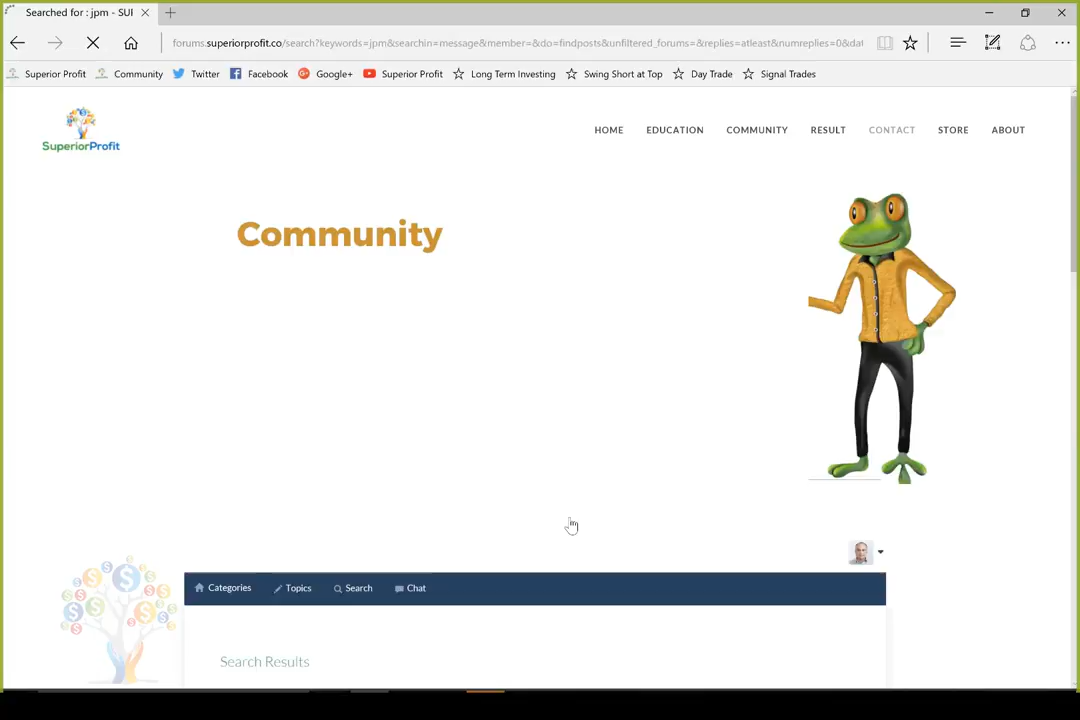 Searched for : jpm - SUF
forums.superiorprofit.co/search?keywords=jpm&searchin=message&member=&do=findposts&unfiltered_forums=&replies=atleast&numreplies=0&dat
Superior Profit Community Twitter Facebook Google+ Superior Profit Long Term Investing Swing Short at Top Day Trade Signal Trades
SuperiorProfit
HOME EDUCATION COMMUNITY RESULT CONTACT STORE ABOUT
Community
Categories Topics Search Chat
Search Results